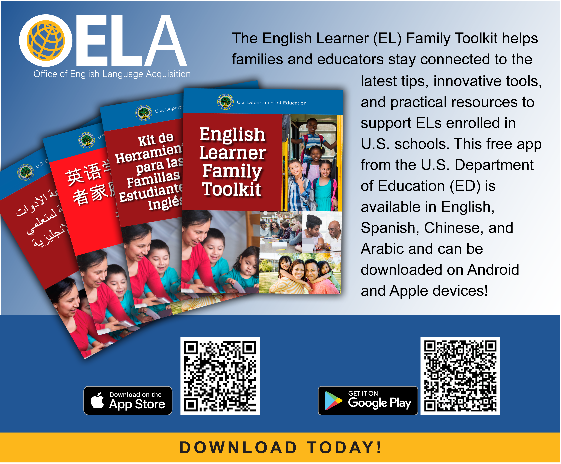 OELA
Office of English Language Acquisition
The English Learner (EL) Family Toolkit helps
families and educators stay connected to the
latest tips, innovative tools,
and practical resources to
support ELs enrolled in
U.S. schools. This free app
from the U.S. Department
of Education (ED) is
available in English,
Spanish, Chinese, and
Arabic and can be
downloaded on Android
and Apple devices!
English
Learner
Family
Toolkit
Kit de
Herramien
para las
Familias
Estudiante
Inglé
英语学
者家
الأدوات
لمتعلمي
Download on the
App Store
GET IT ON
Google Play
DOWNLOAD TODAY!